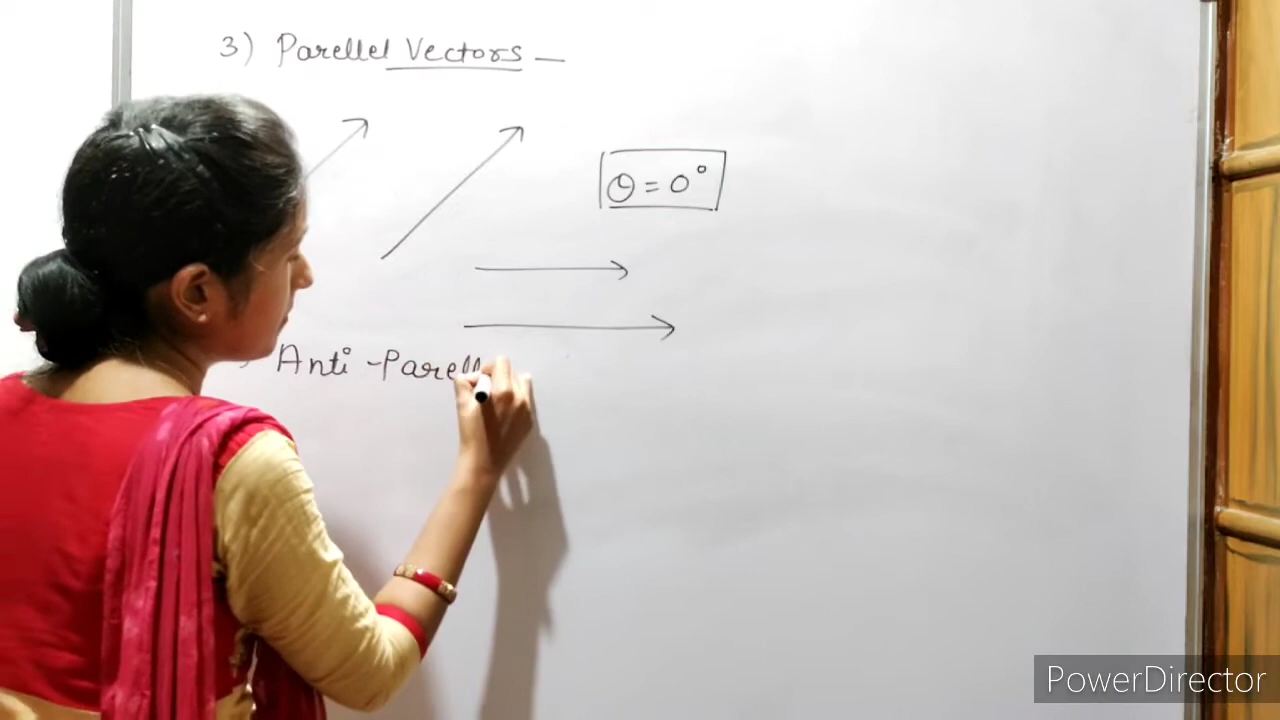 3) Parellel Vectors —
θ = 0°
Anti -Parell
PowerDirector